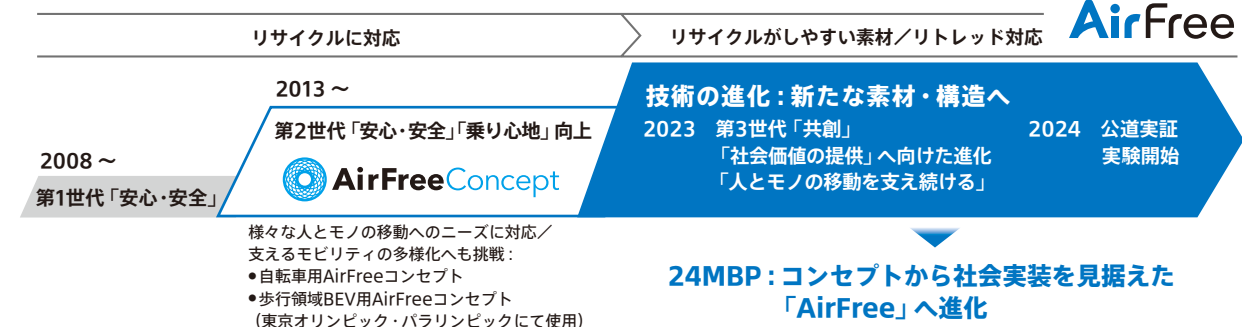 AirFree
リサイクルに対応
リサイクルがしやすい素材／リトレッド対応
2008～
第1世代「安心・安全」
2013～
第2世代「安心・安全」「乗り心地」向上
AirFreeConcept
様々な人とモノの移動へのニーズに対応／
支えるモビリティの多様化へも挑戦：
●自転車用AirFreeコンセプト
●歩行領域BEV用AirFreeコンセプト
（東京オリンピック・パラリンピックにて使用）
技術の進化：新たな素材・構造へ
2023 第3世代「共創」
「社会価値の提供」へ向けた進化
「人とモノの移動を支え続ける」
2024 公道実証
実験開始
24MBP：コンセプトから社会実装を見据えた
「AirFree」へ進化